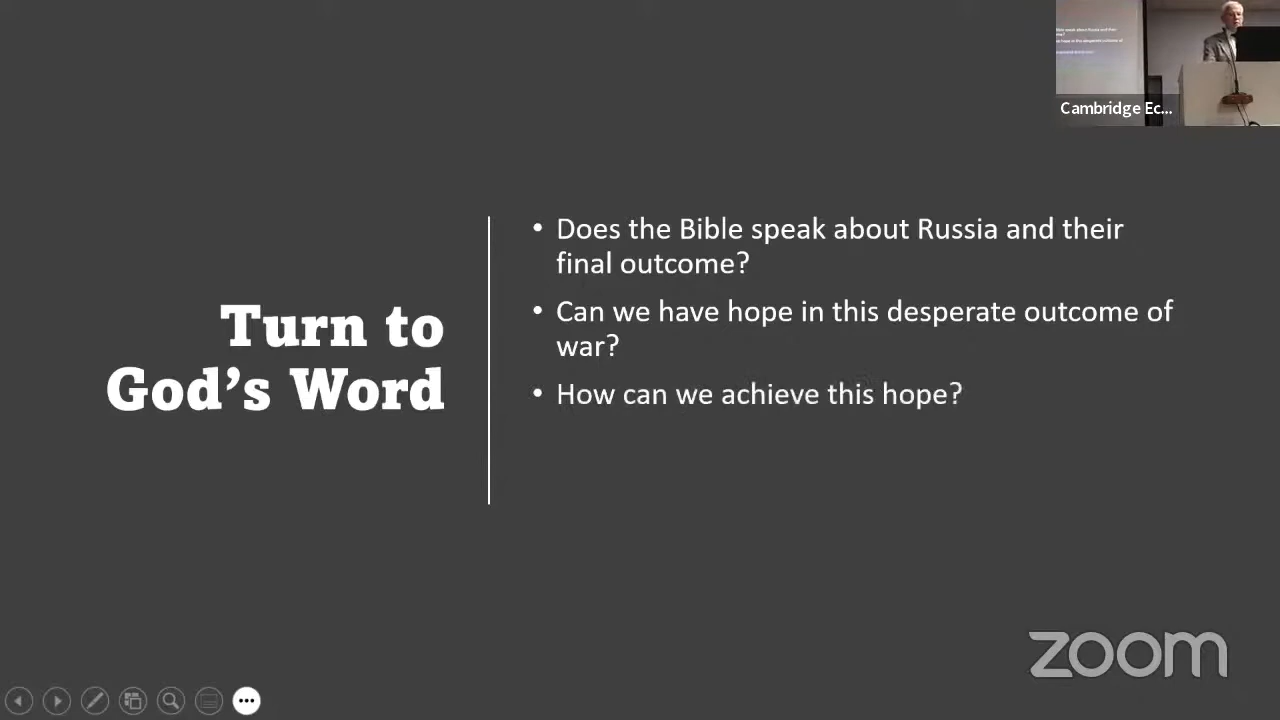 Cambridge Ec...
Turn to
God's Word
• Does the Bible speak about Russia and their
final outcome?
• Can we have hope in this desperate outcome of
war?
• How can we achieve this hope?
zoom